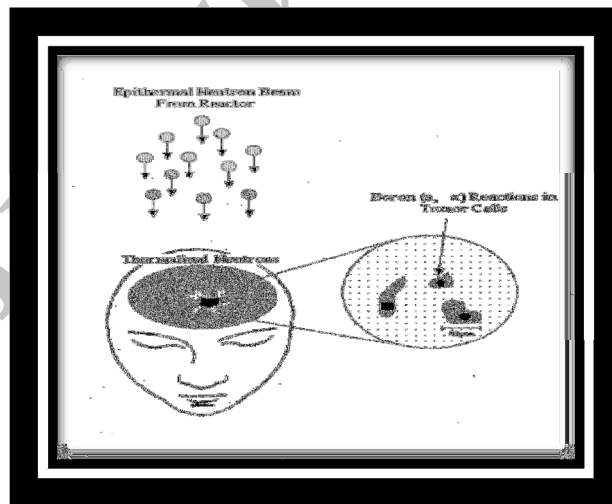 Epithermal Neutron Beam
From Reactor
Boron (n, α) Reactions in
Tumor Cells
Thermalized Neutrons